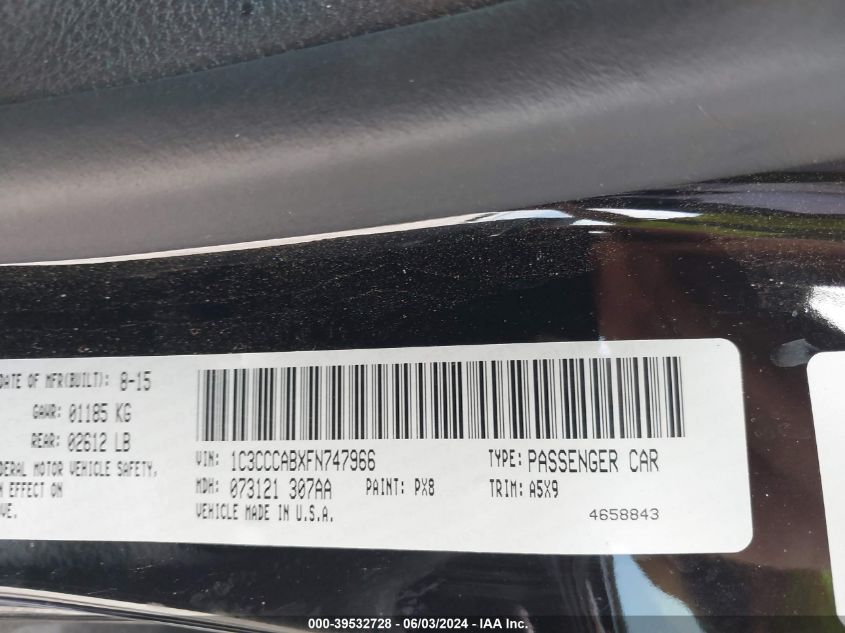 DATE OF MFR(BUILT): 8-15
GAWR: 01185 KG
REAR: 02612 LB
MOTOR VEHICLE SAFETY,
EFFECT ON
VIN: 1C3CCCABXFN747966 TYPE: PASSENGER CAR
MDH: 073121 307AA PAINT: PX8 TRIM: A5X9
VEHICLE MADE IN U.S.A. 4658843
000-39532728 - 06/03/2024 - IAA Inc.